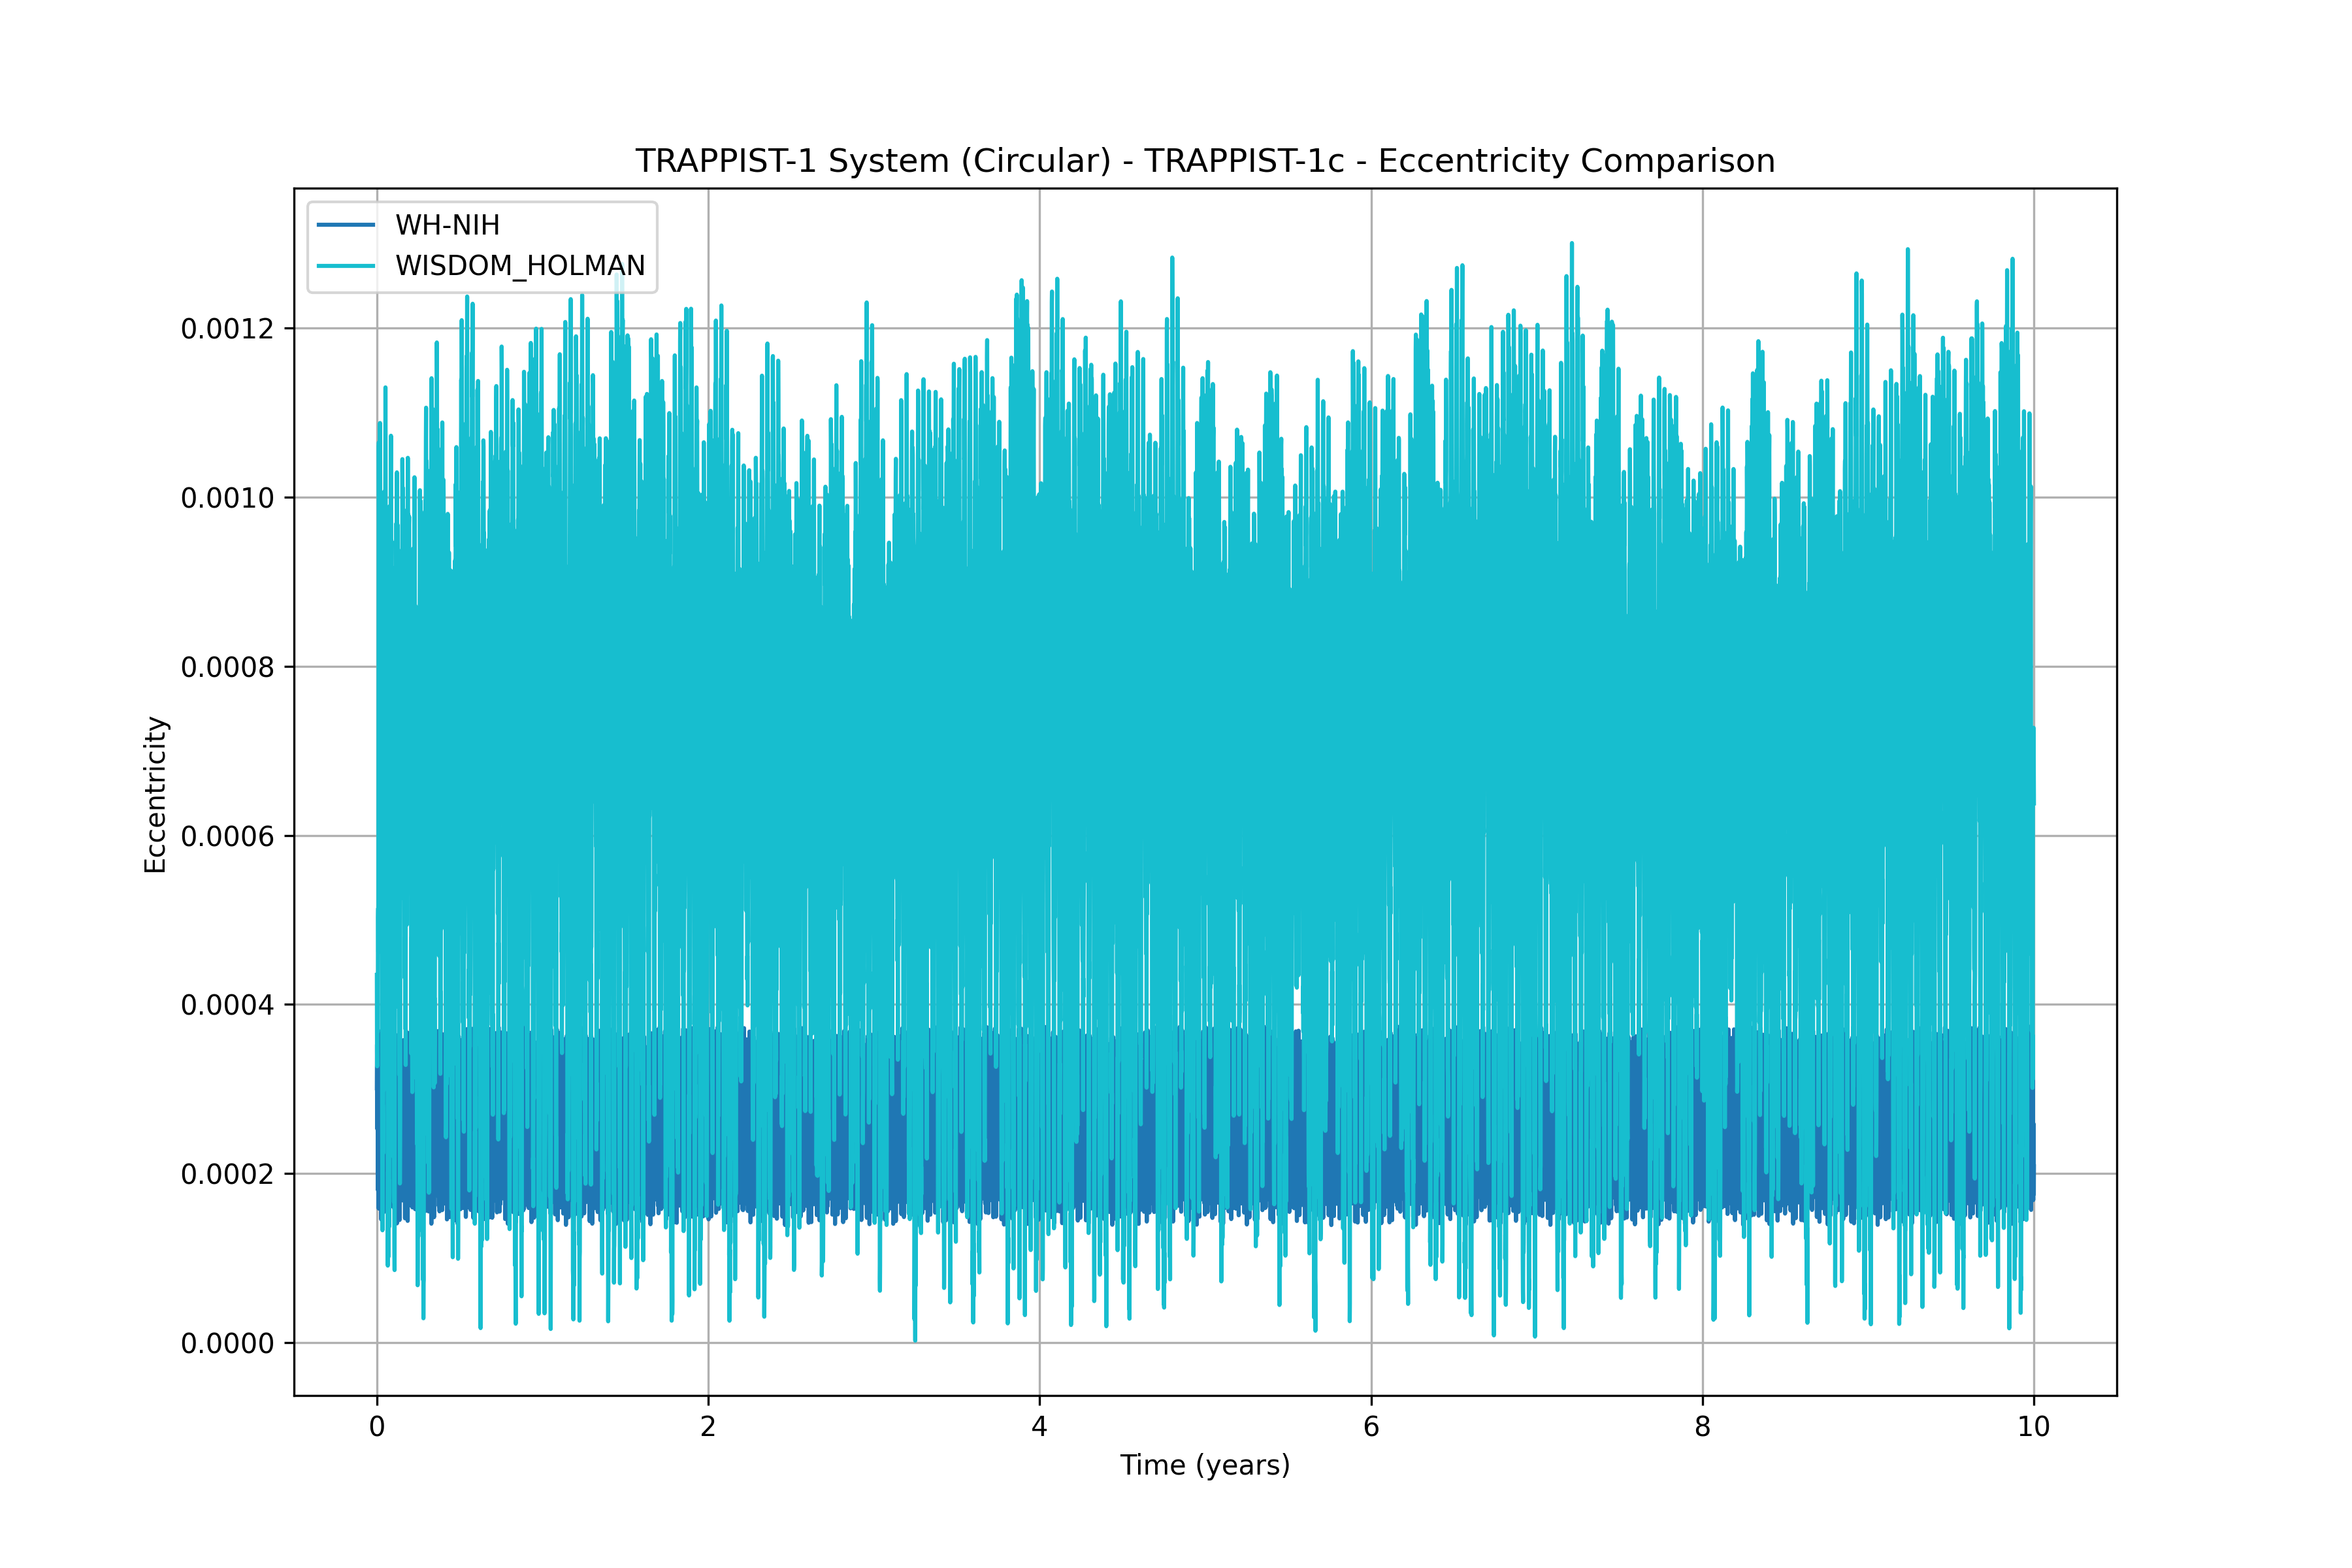 TRAPPIST-1 System (Circular) - TRAPPIST-1c - Eccentricity Comparison
WH-NIH
WISDOM_HOLMAN
0.0012
0.0010
0.0008
0.0006
0.0004
0.0002
0.0000
Eccentricity
0 2 4 6 8 10
Time (years)